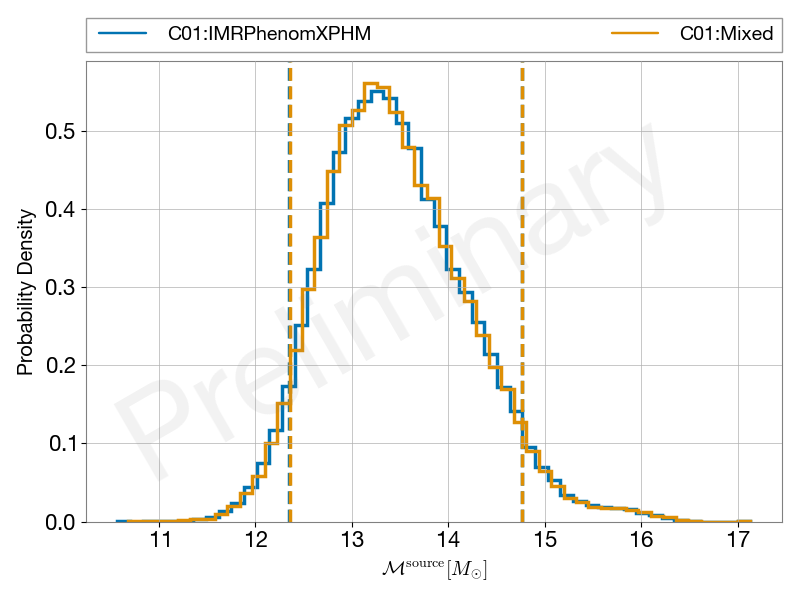 C01:IMRPhenomXPHM C01:Mixed
Probability Density
0.5
0.4
0.3
0.2
0.1
0.0
Preliminary
11 12 13 14 15 16 17
ℳ^source [M_⊙]